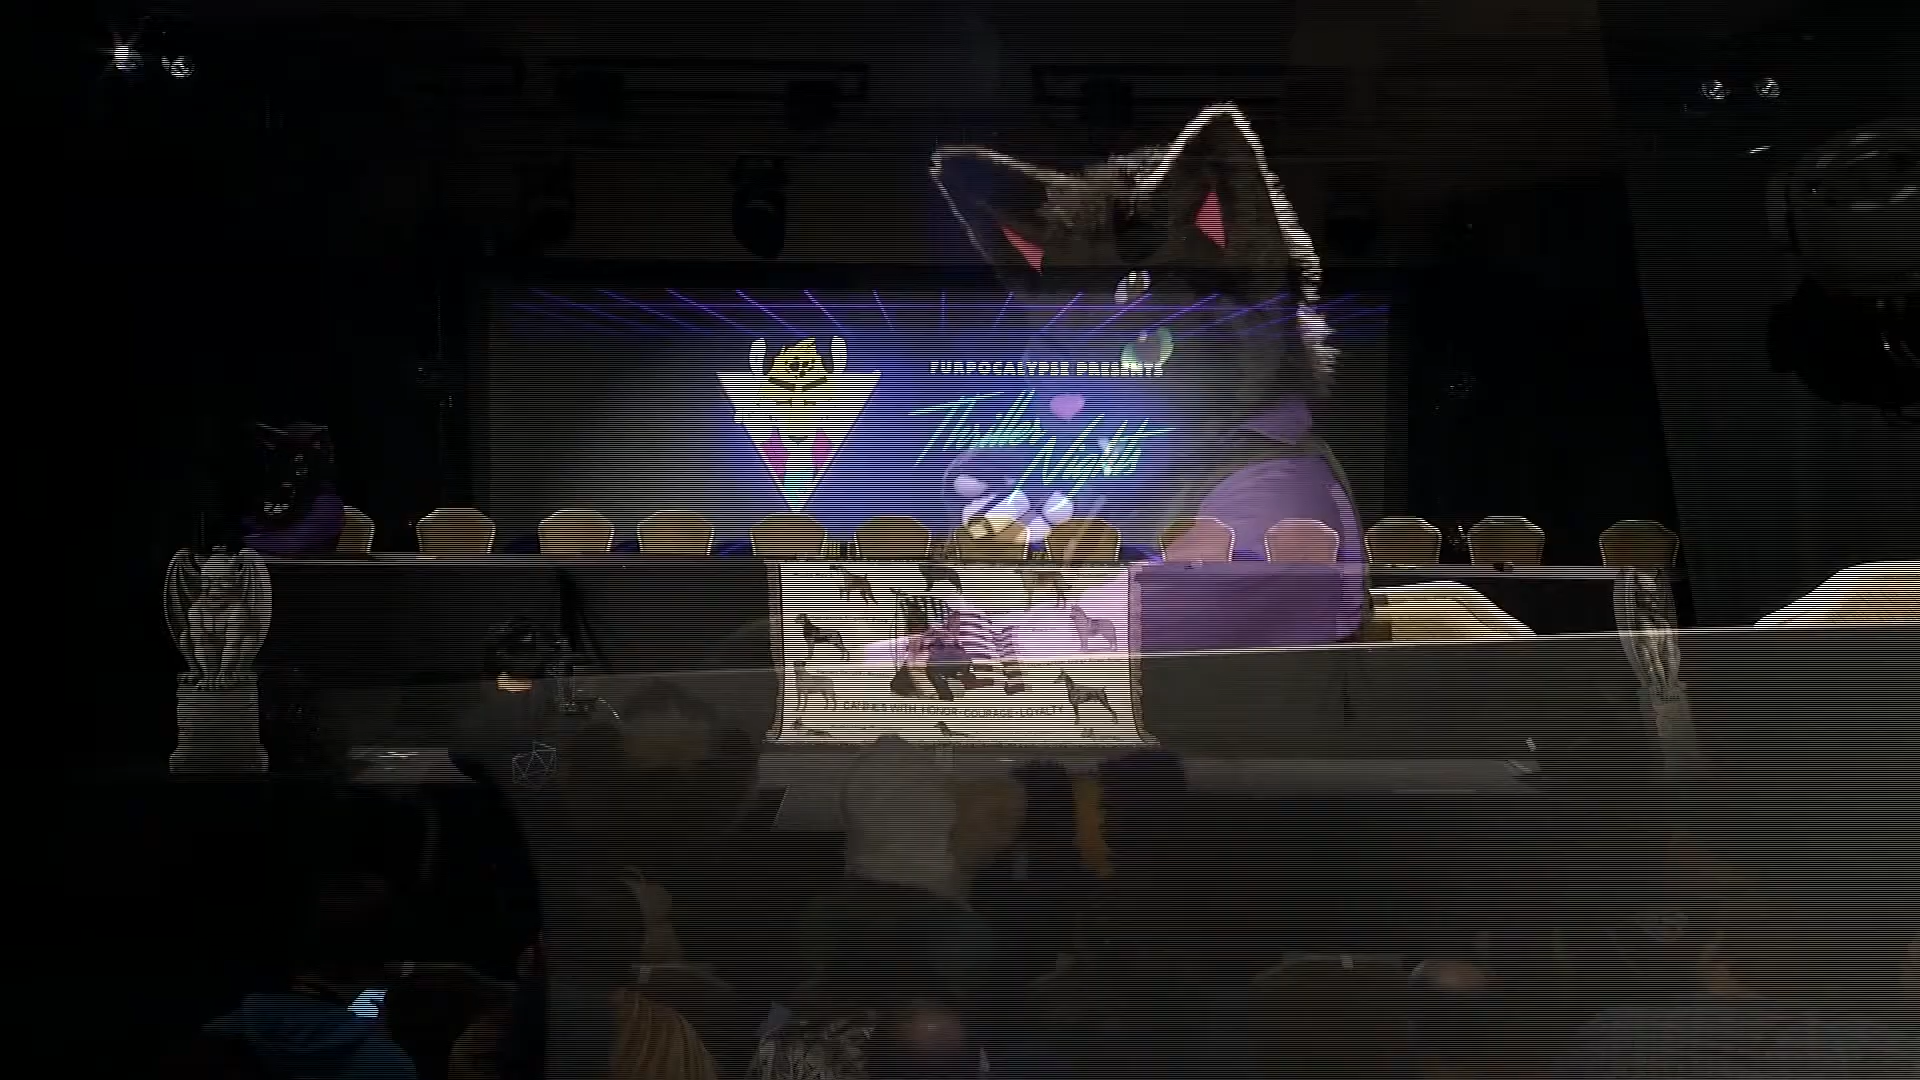 FURPOCALYPSE PRESENTS
Thriller
Nights
CANINES WITH HONOR-COURAGE-LOYALTY